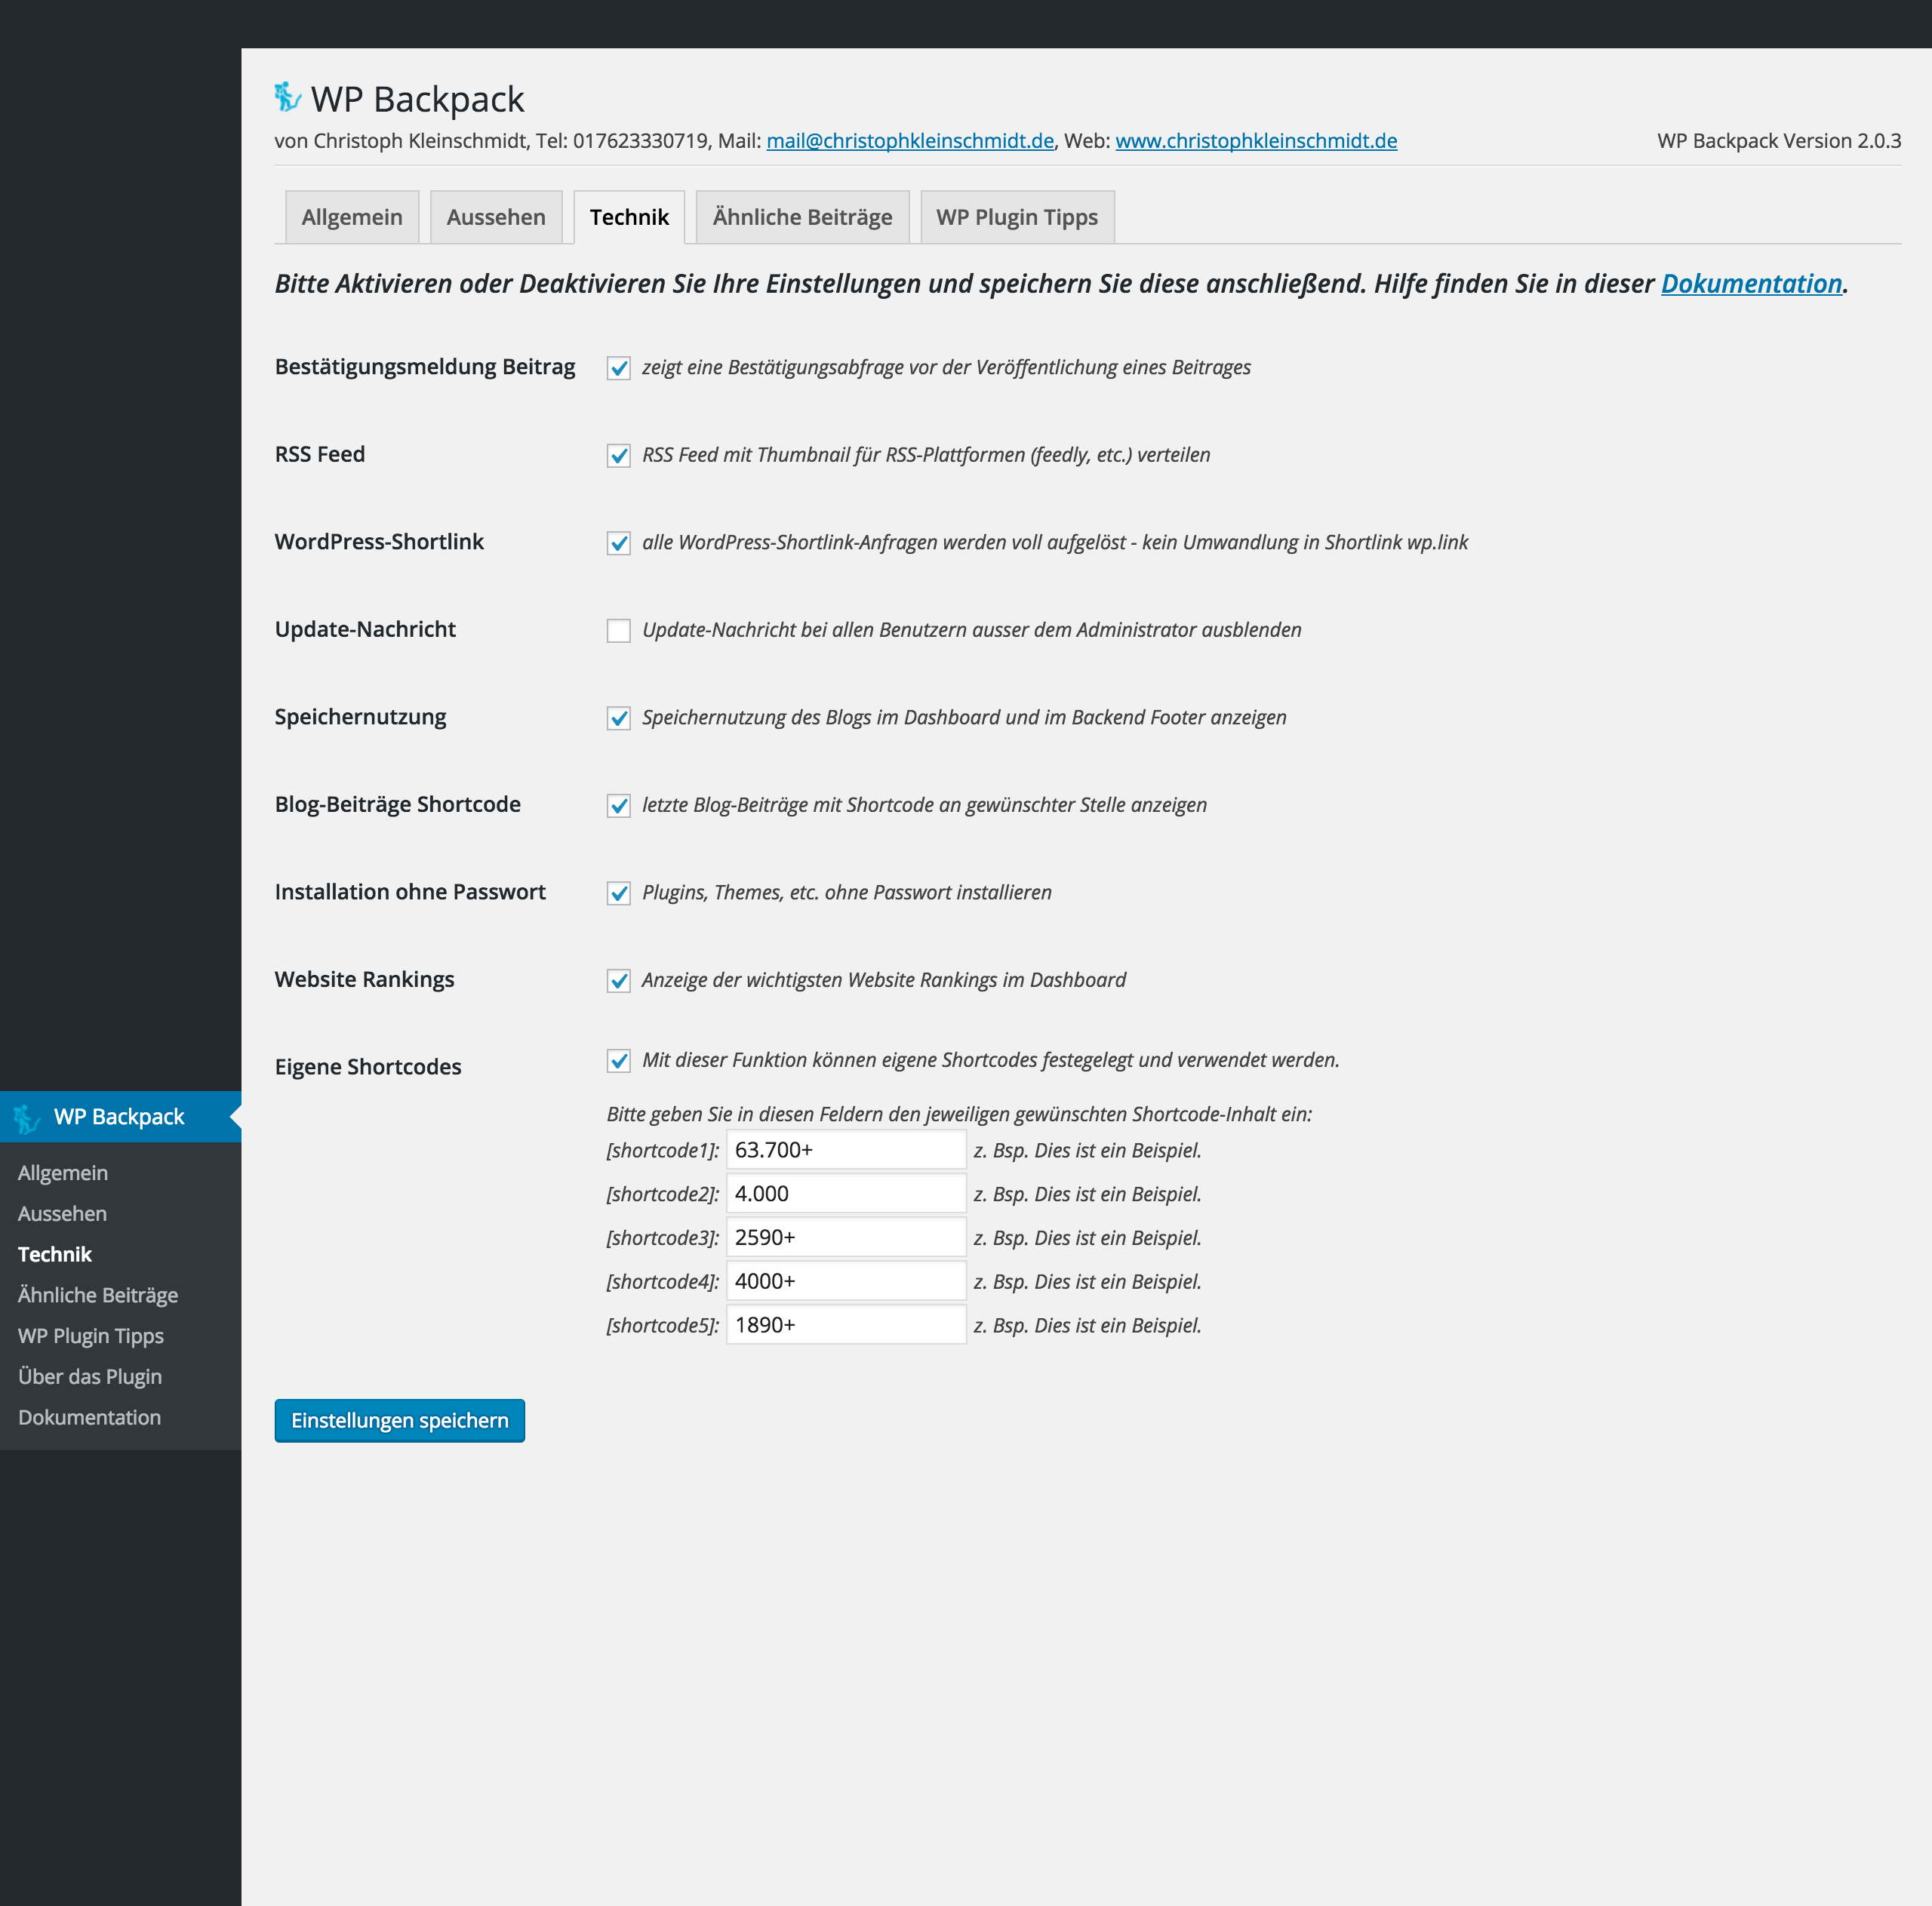 WP Backpack
von Christoph Kleinschmidt, Tel: 017623330719, Mail: mail@christophkleinschmidt.de, Web: www.christophkleinschmidt.de
WP Backpack Version 2.0.3
Allgemein
Aussehen
Technik
Ähnliche Beiträge
WP Plugin Tipps
Bitte Aktivieren oder Deaktivieren Sie Ihre Einstellungen und speichern Sie diese anschließend. Hilfe finden Sie in dieser Dokumentation.
Bestätigungsmeldung Beitrag
zeigt eine Bestätigungsabfrage vor der Veröffentlichung eines Beitrages
RSS Feed
RSS Feed mit Thumbnail für RSS-Plattformen (feedly, etc.) verteilen
WordPress-Shortlink
alle WordPress-Shortlink-Anfragen werden voll aufgelöst - kein Umwandlung in Shortlink wp.link
Update-Nachricht
Update-Nachricht bei allen Benutzern ausser dem Administrator ausblenden
Speichernutzung
Speichernutzung des Blogs im Dashboard und im Backend Footer anzeigen
Blog-Beiträge Shortcode
letzte Blog-Beiträge mit Shortcode an gewünschter Stelle anzeigen
Installation ohne Passwort
Plugins, Themes, etc. ohne Passwort installieren
Website Rankings
Anzeige der wichtigsten Website Rankings im Dashboard
Eigene Shortcodes
Mit dieser Funktion können eigene Shortcodes festegelegt und verwendet werden.
Bitte geben Sie in diesen Feldern den jeweiligen gewünschten Shortcode-Inhalt ein:
[shortcode1]: 63.700+ z. Bsp. Dies ist ein Beispiel.
[shortcode2]: 4.000 z. Bsp. Dies ist ein Beispiel.
[shortcode3]: 2590+ z. Bsp. Dies ist ein Beispiel.
[shortcode4]: 4000+ z. Bsp. Dies ist ein Beispiel.
[shortcode5]: 1890+ z. Bsp. Dies ist ein Beispiel.
Einstellungen speichern
WP Backpack
Allgemein
Aussehen
Technik
Ähnliche Beiträge
WP Plugin Tipps
Über das Plugin
Dokumentation